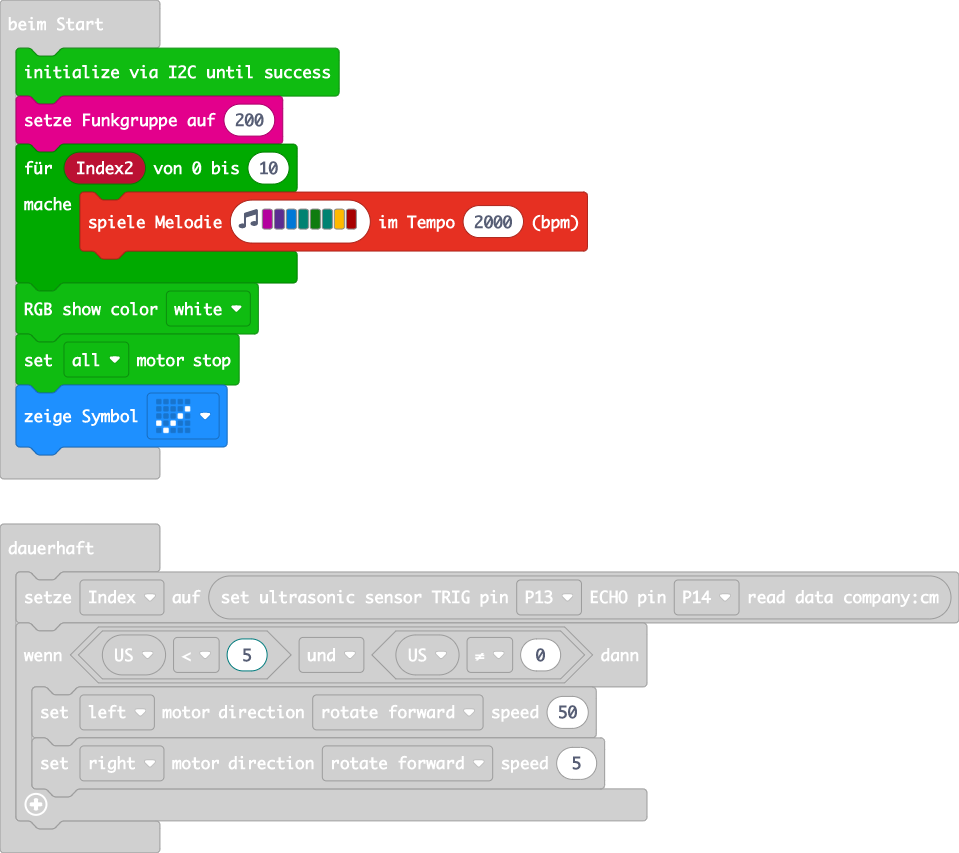 beim Start
initialize via I2C until success
setze Funkgruppe auf 200
für Index2 von 0 bis 10
mache
spiele Melodie im Tempo 2000 (bpm)
RGB show color white
set all motor stop
zeige Symbol
dauerhaft
setze Index auf set ultrasonic sensor TRIG pin P13 ECHO pin P14 read data company:cm
wenn US < 5 und US ≠ 0 dann
set left motor direction rotate forward speed 50
set right motor direction rotate forward speed 5